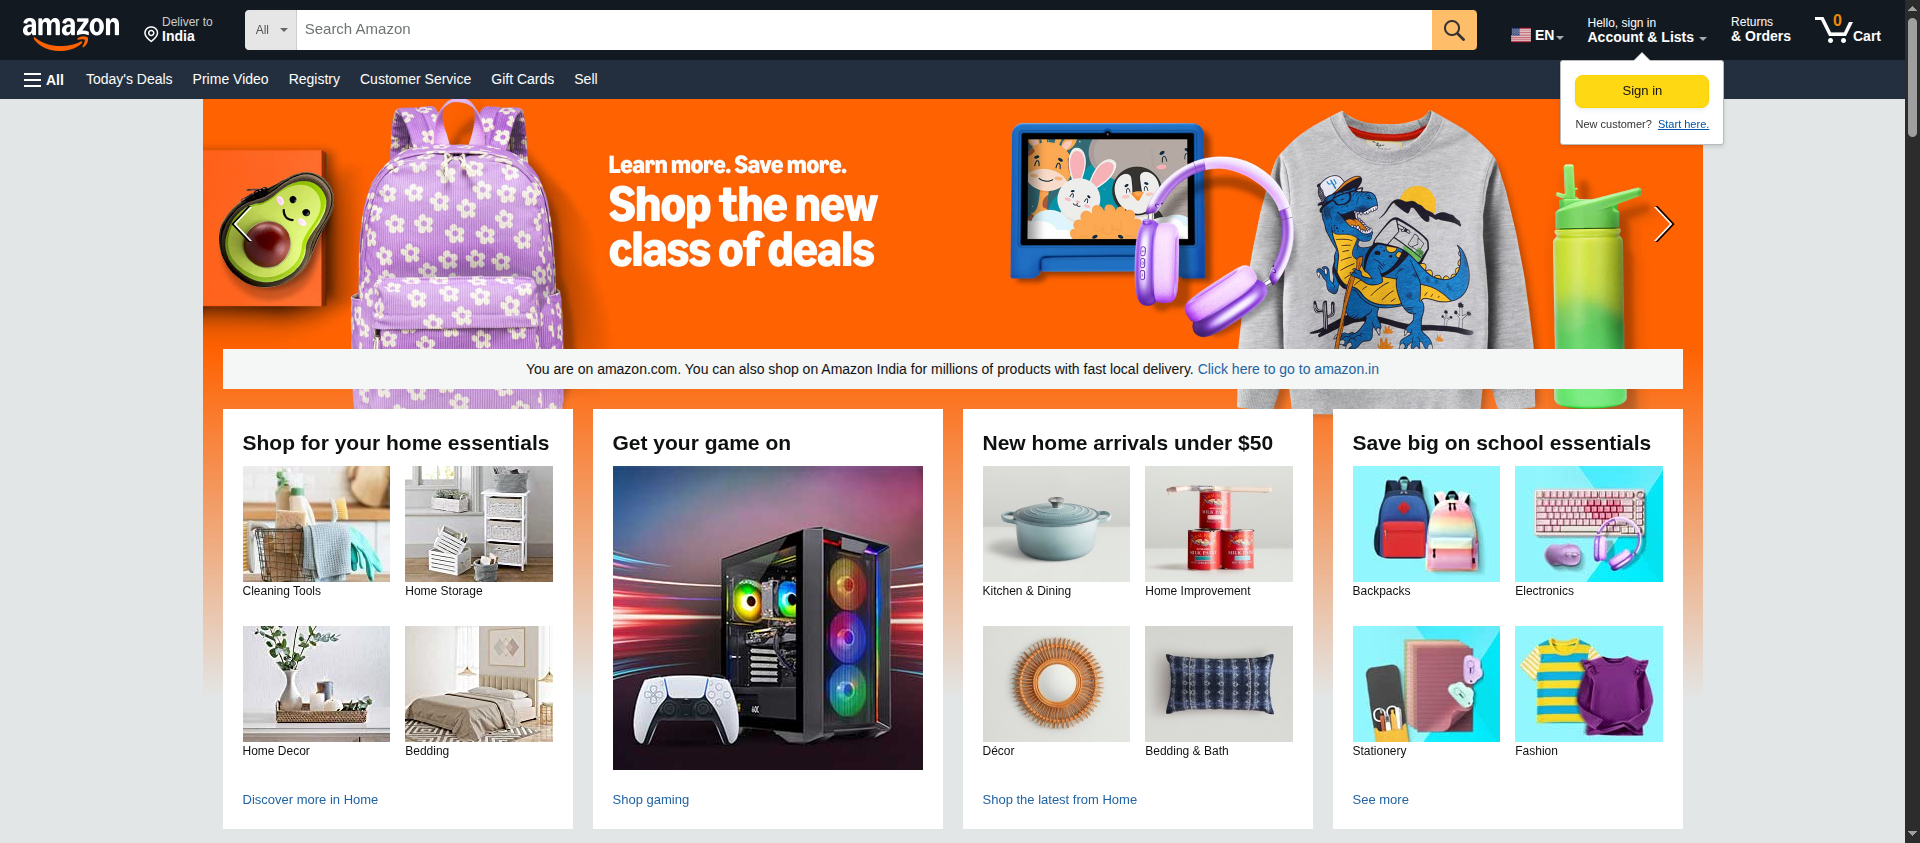 amazon
Deliver to
India
All
Search Amazon
EN
Hello, sign in
Account & Lists
Returns
& Orders
0
Cart
All
Today's Deals
Prime Video
Registry
Customer Service
Gift Cards
Sell
Sign in
New customer? Start here.
Learn more. Save more.
Shop the new
class of deals
You are on amazon.com. You can also shop on Amazon India for millions of products with fast local delivery. Click here to go to amazon.in
Shop for your home essentials
Cleaning Tools
Home Storage
Home Decor
Bedding
Discover more in Home
Get your game on
Shop gaming
New home arrivals under $50
Kitchen & Dining
Home Improvement
Décor
Bedding & Bath
Shop the latest from Home
Save big on school essentials
Backpacks
Electronics
Stationery
Fashion
See more